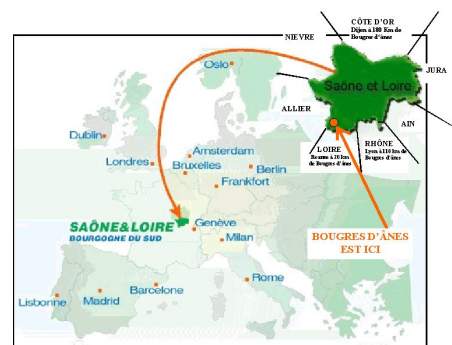 CÔTE D'OR
Dijon à 180 Km de
Bougres d'ânes
NIEVRE
JURA
Oslo
Saône et Loire
ALLIER
AIN
LOIRE
Roanne à 20 km
de Bougres d'ânes
RHÔNE
Lyon à 110 km de
Bougres d'ânes
Dublin
Amsterdam
Londres
Bruxelles
Berlin
Frankfort
SAÔNE&LOIRE
BOURGOGNE DU SUD
Genève
Milan
BOUGRES D'ÂNES
EST ICI
Rome
Barcelone
Madrid
Lisbonne